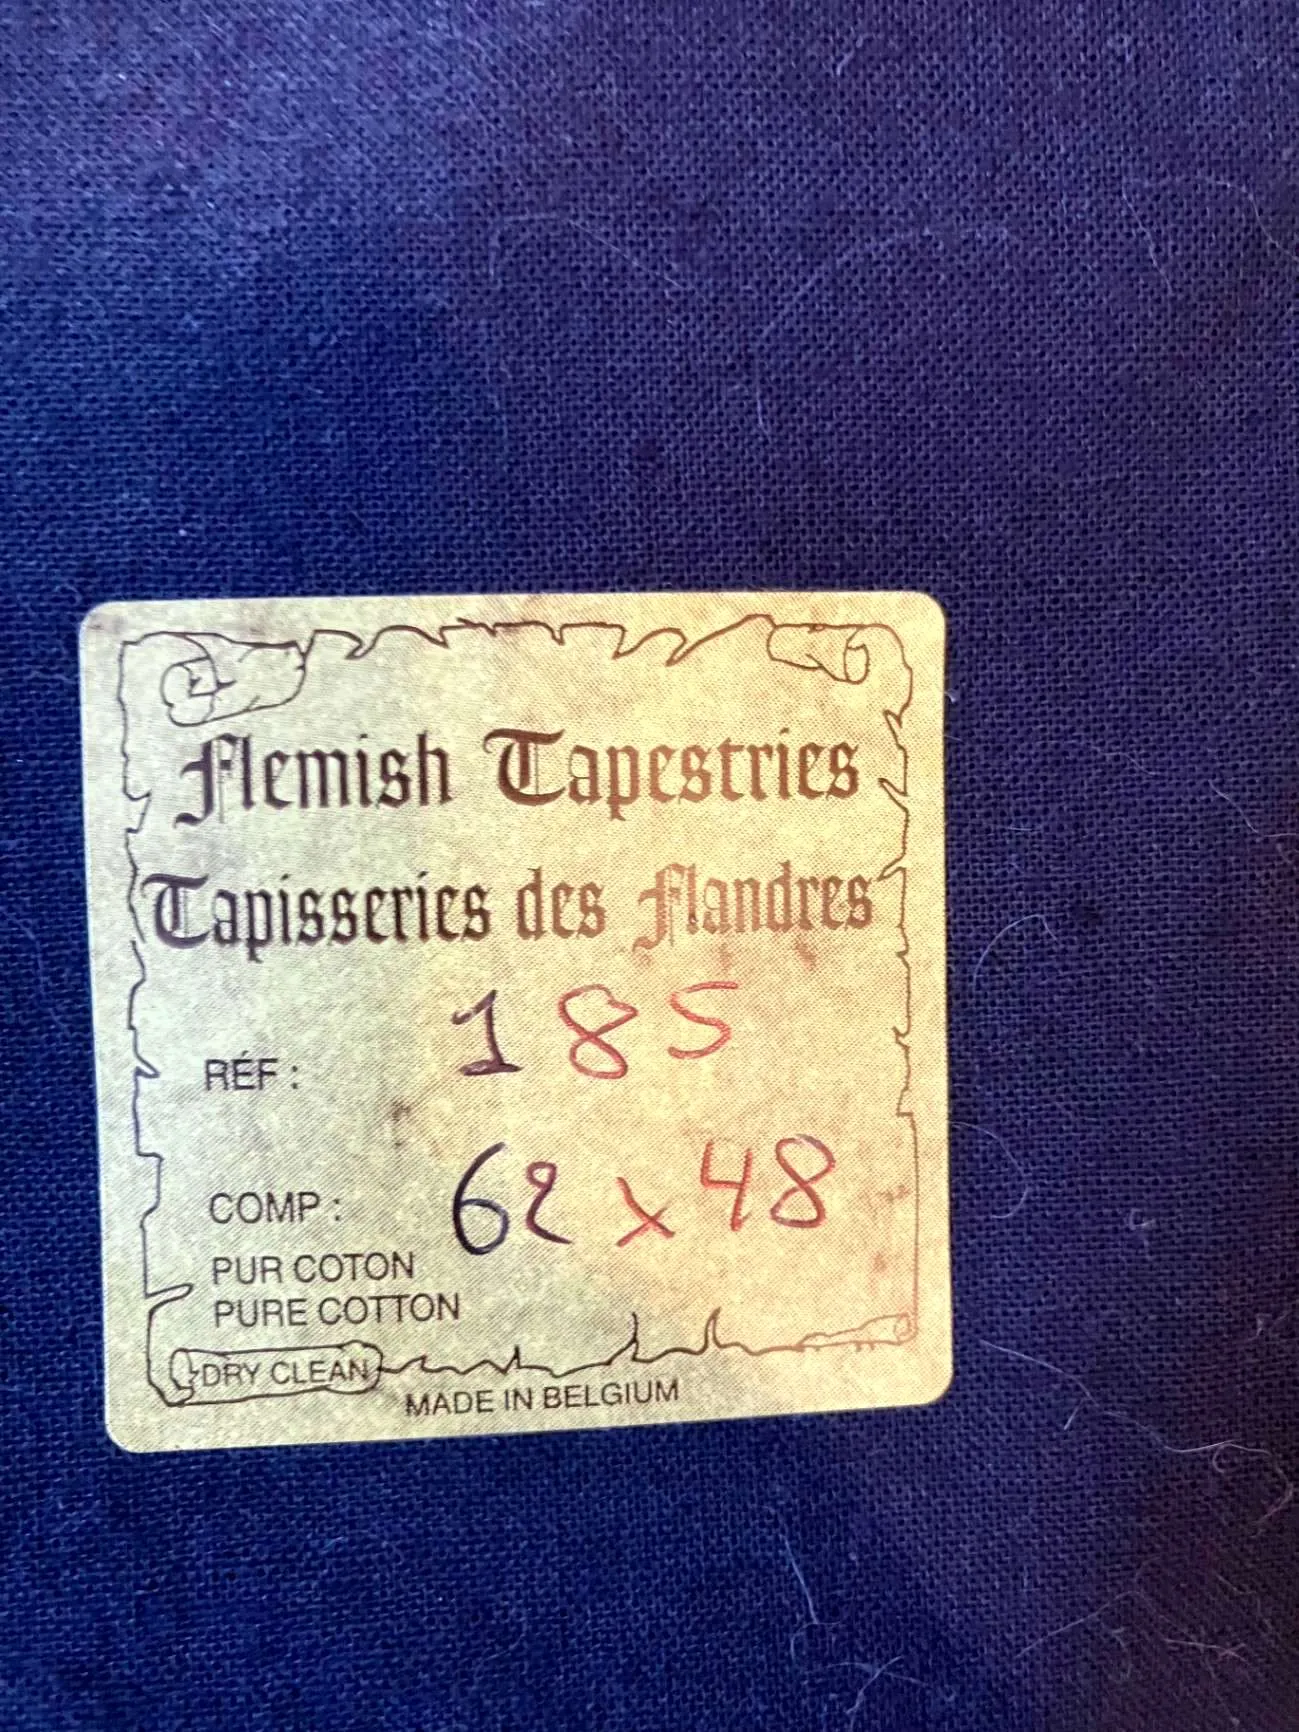 Flemish Tapestries
Tapisseries des Flandres
RÉF : 185
COMP : 62 x 48
PUR COTON
PURE COTTON
DRY CLEAN
MADE IN BELGIUM